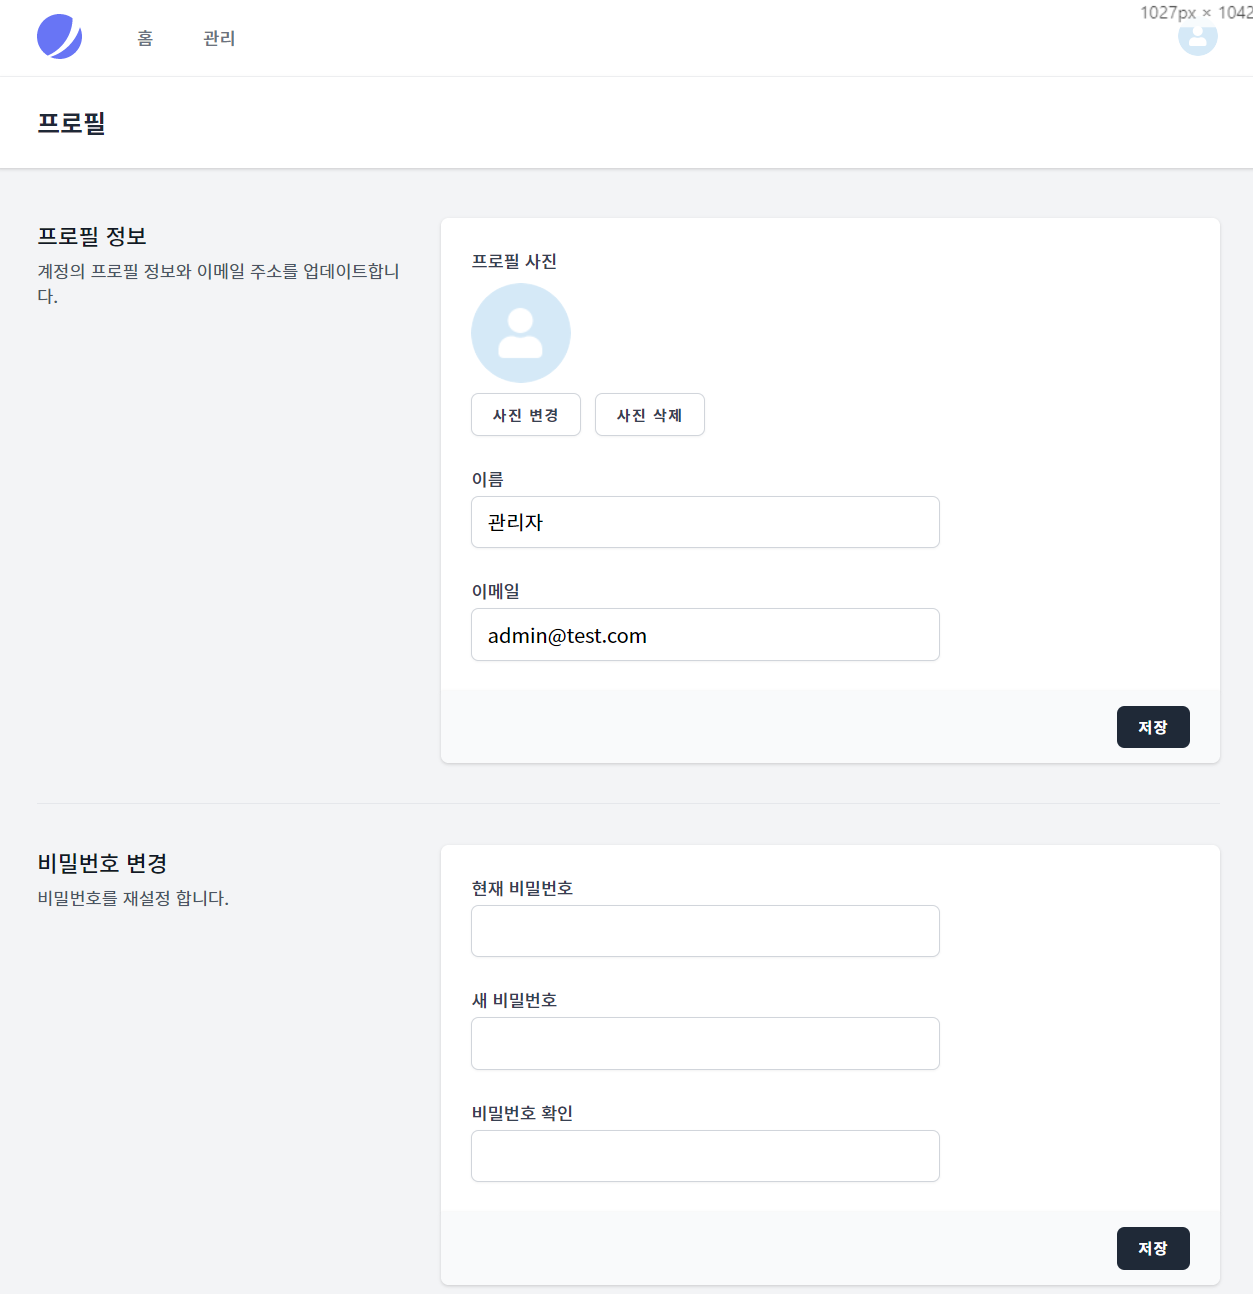 1027px × 1042
홈
관리
프로필
프로필 정보
계정의 프로필 정보와 이메일 주소를 업데이트합니
다.
프로필 사진
사진 변경
사진 삭제
이름
관리자
이메일
admin@test.com
저장
비밀번호 변경
비밀번호를 재설정 합니다.
현재 비밀번호
새 비밀번호
비밀번호 확인
저장